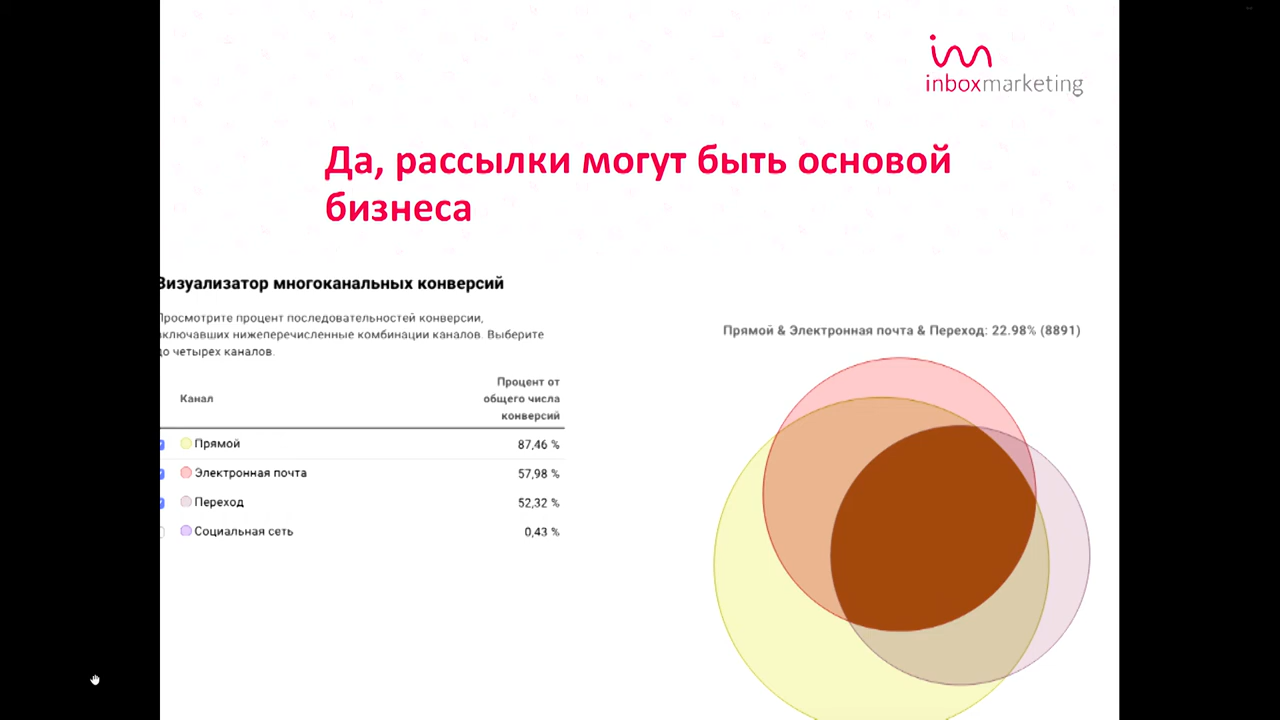 inboxmarketing
Да, рассылки могут быть основой
бизнеса
Визуализатор многоканальных конверсий
Просмотрите процент последовательностей конверсии,
включавших нижеперечисленные комбинации каналов. Выберите
до четырех каналов.
Канал
Процент от
общего числа
конверсий
Прямой 87,46 %
Электронная почта 57,98 %
Переход 52,32 %
Социальная сеть 0,43 %
Прямой & Электронная почта & Переход: 22.98% (8891)